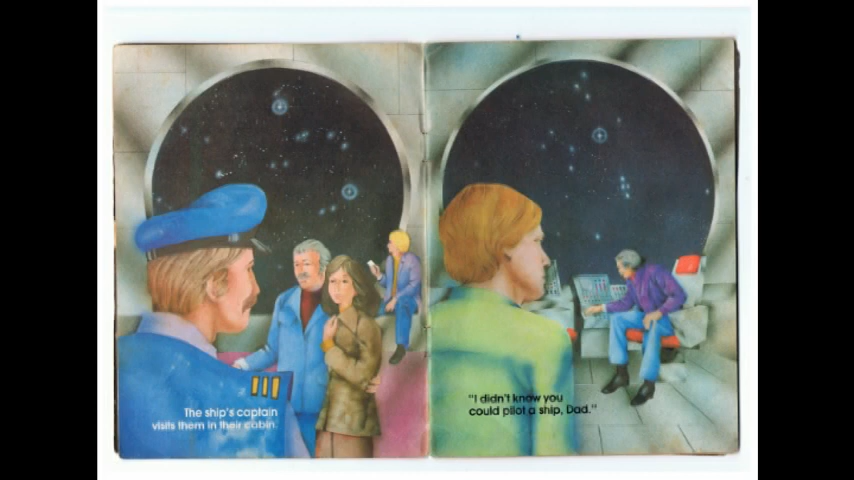 The ship's captain
visits them in their cabin.
"I didn't know you
could pilot a ship, Dad."